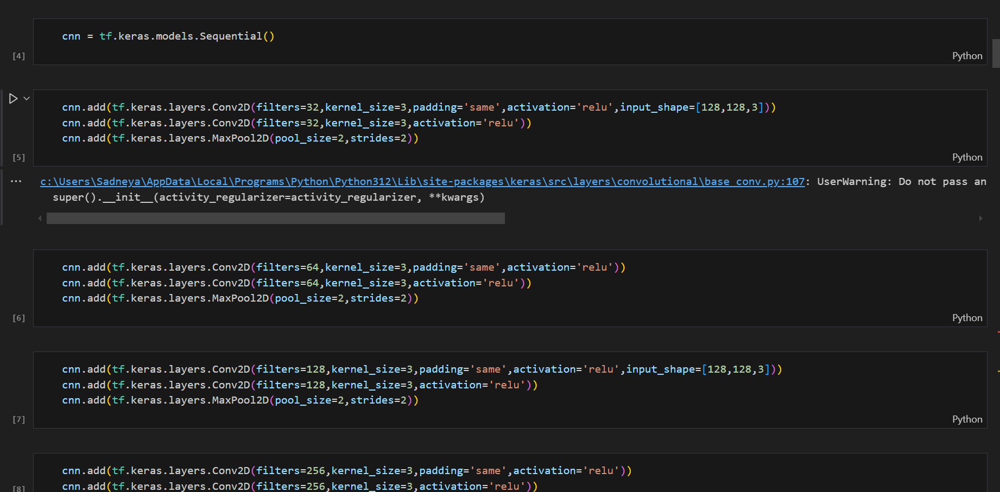 cnn = tf.keras.models.Sequential()
[4]
Python
cnn.add(tf.keras.layers.Conv2D(filters=32,kernel_size=3,padding='same',activation='relu',input_shape=[128,128,3]))
cnn.add(tf.keras.layers.Conv2D(filters=32,kernel_size=3,activation='relu'))
cnn.add(tf.keras.layers.MaxPool2D(pool_size=2,strides=2))
[5]
Python
c:\Users\Sadneya\AppData\Local\Programs\Python\Python312\Lib\site-packages\keras\src\layers\convolutional\base_conv.py:107: UserWarning: Do not pass an
super().__init__(activity_regularizer=activity_regularizer, **kwargs)
cnn.add(tf.keras.layers.Conv2D(filters=64,kernel_size=3,padding='same',activation='relu'))
cnn.add(tf.keras.layers.Conv2D(filters=64,kernel_size=3,activation='relu'))
cnn.add(tf.keras.layers.MaxPool2D(pool_size=2,strides=2))
[6]
Python
cnn.add(tf.keras.layers.Conv2D(filters=128,kernel_size=3,padding='same',activation='relu',input_shape=[128,128,3]))
cnn.add(tf.keras.layers.Conv2D(filters=128,kernel_size=3,activation='relu'))
cnn.add(tf.keras.layers.MaxPool2D(pool_size=2,strides=2))
[7]
Python
cnn.add(tf.keras.layers.Conv2D(filters=256,kernel_size=3,padding='same',activation='relu'))
cnn.add(tf.keras.layers.Conv2D(filters=256,kernel_size=3,activation='relu'))
[8]